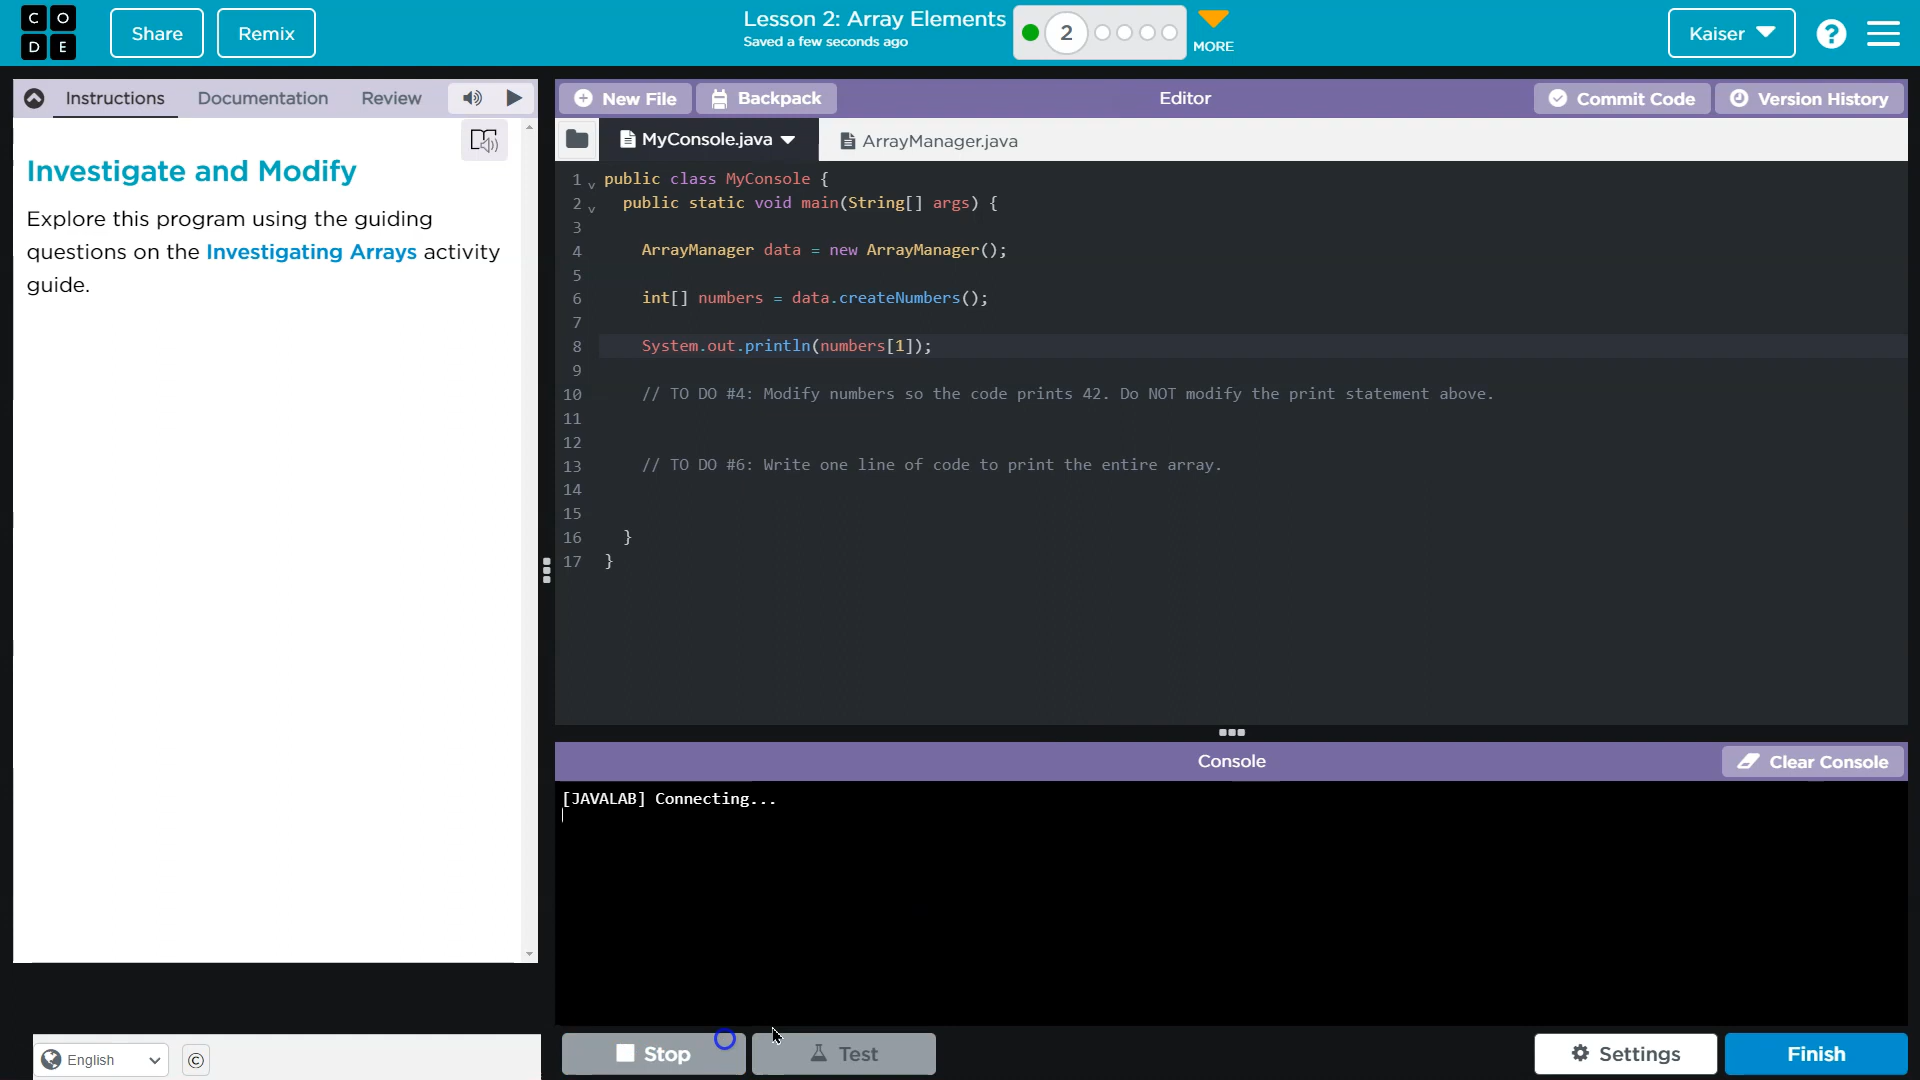 C O
D E
Share
Remix
Lesson 2: Array Elements
Saved a few seconds ago
2
MORE
Kaiser
?
Instructions
Documentation
Review
Investigate and Modify
Explore this program using the guiding
questions on the Investigating Arrays activity
guide.
English
©
New File
Backpack
Editor
Commit Code
Version History
MyConsole.java
ArrayManager.java
1 public class MyConsole {
2 public static void main(String[] args) {
3
4 ArrayManager data = new ArrayManager();
5
6 int[] numbers = data.createNumbers();
7
8 System.out.println(numbers[1]);
9
10 // TO DO #4: Modify numbers so the code prints 42. Do NOT modify the print statement above.
11
12
13 // TO DO #6: Write one line of code to print the entire array.
14
15
16 }
17 }
Console
Clear Console
[JAVALAB] Connecting...
Stop
Test
Settings
Finish